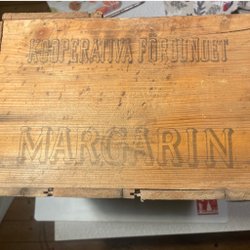 KOOPERATIVA FÖRBUNDET
MARGARIN